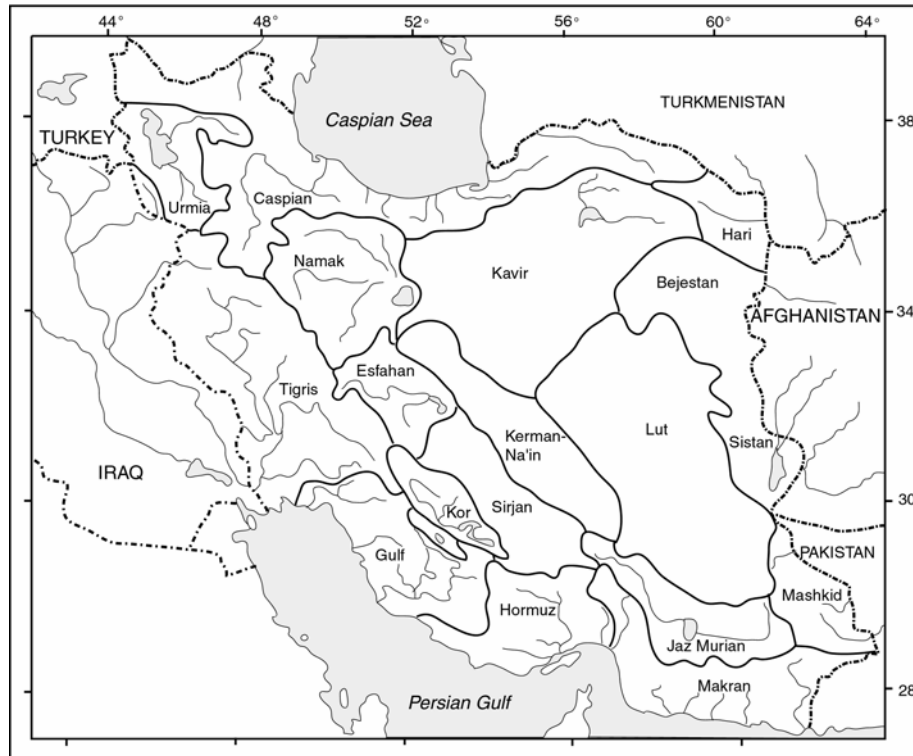 44° 48° 52° 56° 60° 64°
Caspian Sea
TURKMENISTAN
38
TURKEY
Urmia
Caspian
Hari
Namak
Kavir
Bejestan
34
AFGHANISTAN
Esfahan
Tigris
Kerman-
Na'in
Lut
Sistan
IRAQ
30
Sirjan
Kor
Gulf
PAKISTAN
Mashkid
Hormuz
Jaz Murian
Makran
28
Persian Gulf